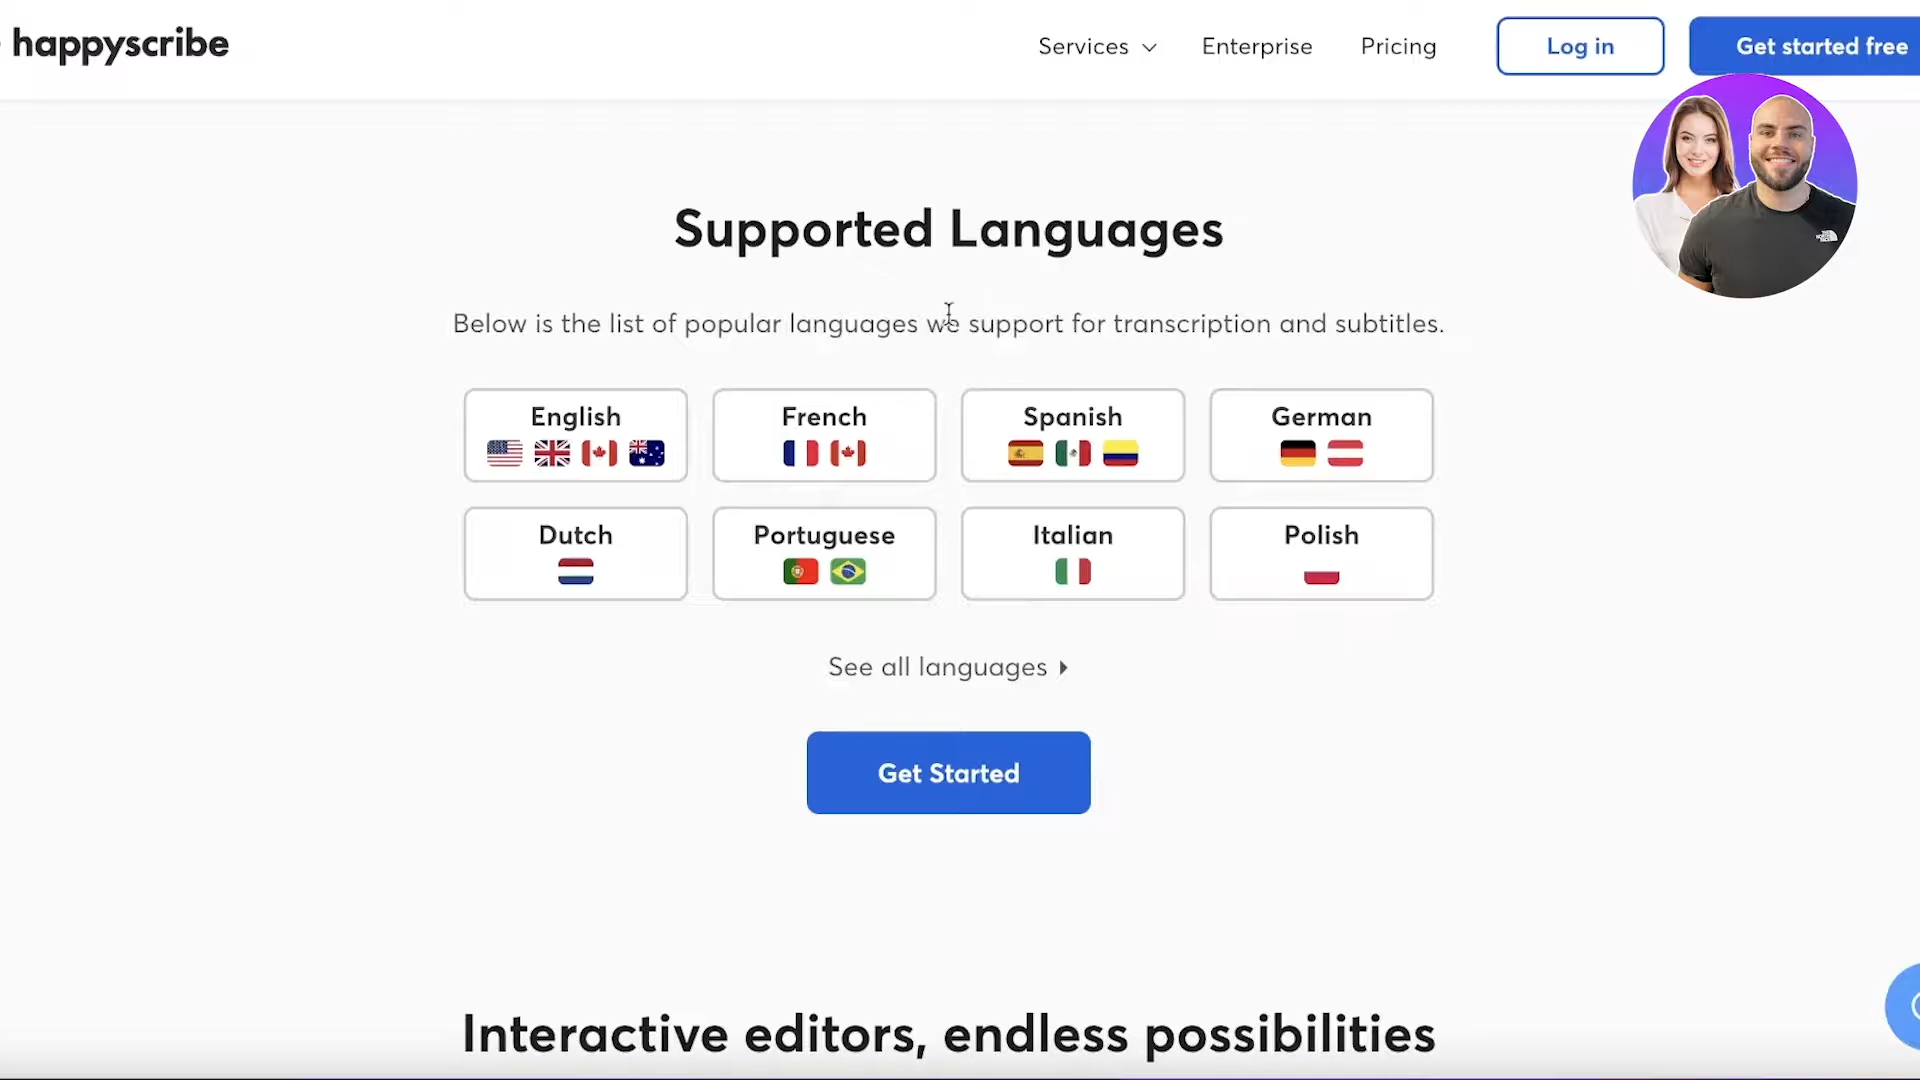 happyscribe
Services
Enterprise
Pricing
Log in
Get started free
Supported Languages
Below is the list of popular languages we support for transcription and subtitles.
English
French
Spanish
German
Dutch
Portuguese
Italian
Polish
See all languages
Get Started
Interactive editors, endless possibilities